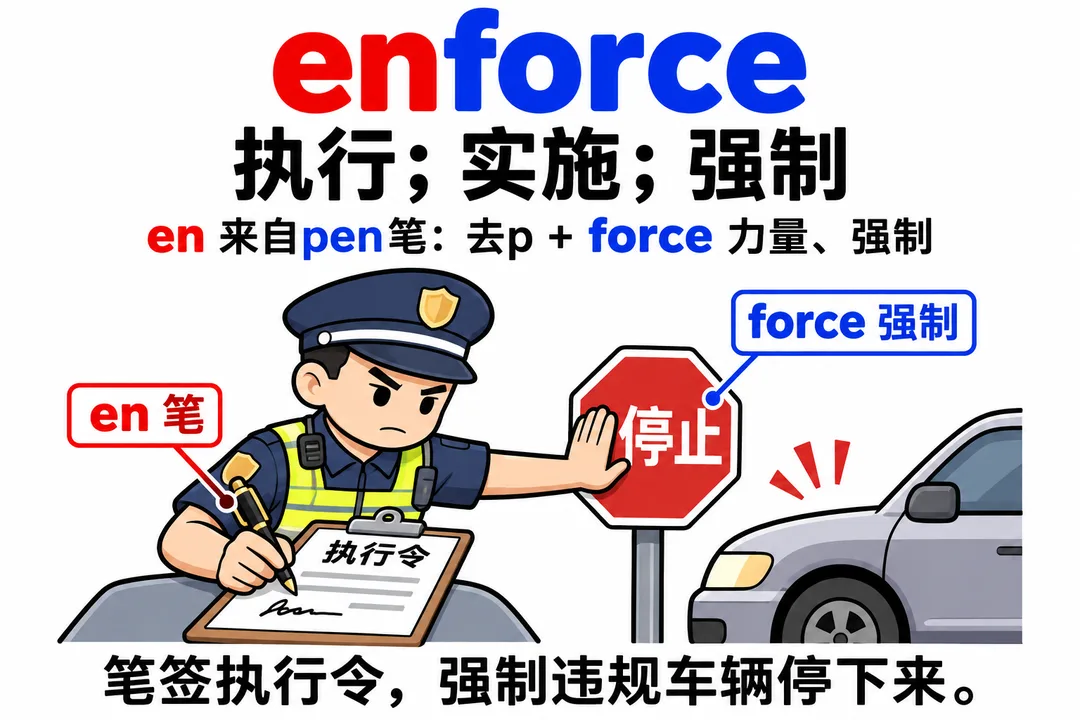 enforce
执行；实施；强制
en 来自pen笔：去p + force 力量、强制
force 强制
停止
en 笔
执行令
笔签执行令，强制违规车辆停下来。